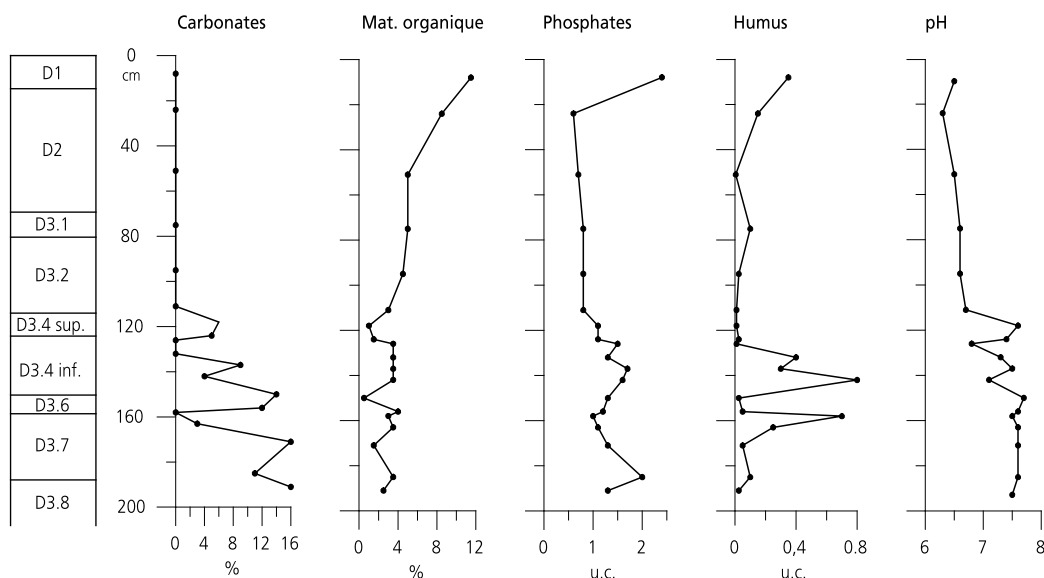 Carbonates Mat. organique Phosphates Humus pH
0
cm
D1
40
D2
D3.1
80
D3.2
D3.4 sup.
120
D3.4 inf.
D3.6
160
D3.7
D3.8
200
0 4 8 12 16 0 4 8 12 0 1 2 0 0,4 0.8 6 7 8
% % u.c. u.c.